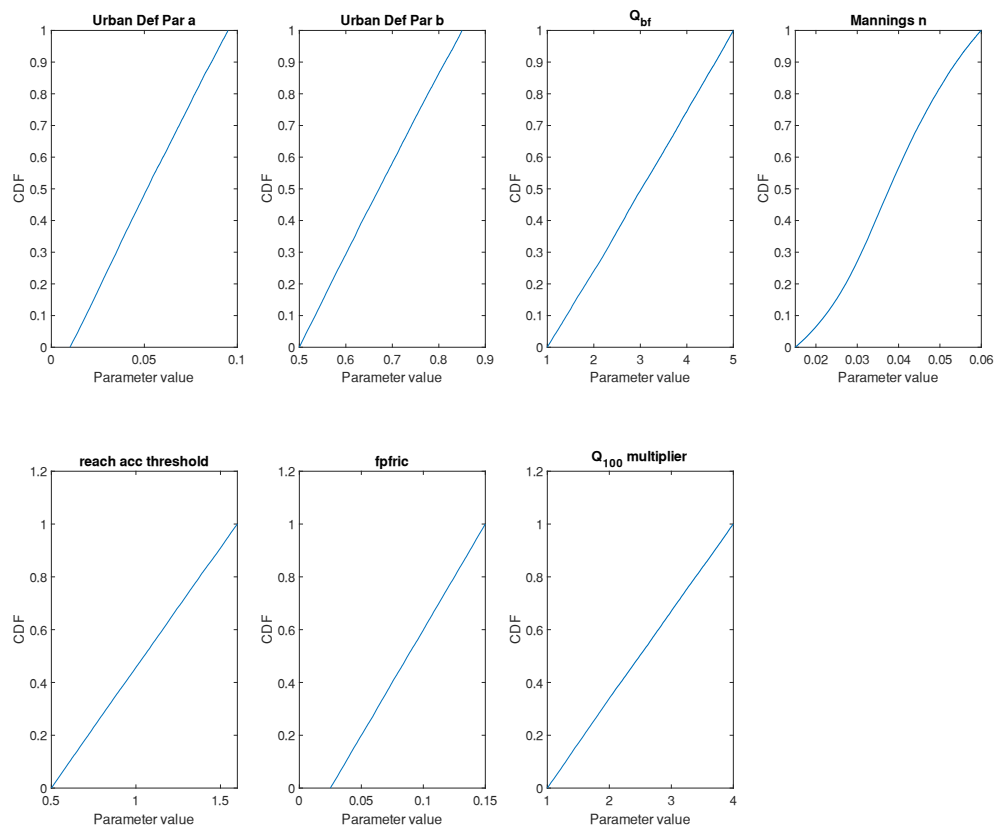 Urban Def Par a
1
0.9
0.8
0.7
0.6
0.5
0.4
0.3
0.2
0.1
0
CDF
0 0.05 0.1
Parameter value
Urban Def Par b
1
0.9
0.8
0.7
0.6
0.5
0.4
0.3
0.2
0.1
0
CDF
0.5 0.6 0.7 0.8 0.9
Parameter value
Q_bf
1
0.9
0.8
0.7
0.6
0.5
0.4
0.3
0.2
0.1
0
CDF
1 2 3 4 5
Parameter value
Mannings n
1
0.9
0.8
0.7
0.6
0.5
0.4
0.3
0.2
0.1
0
CDF
0.02 0.03 0.04 0.05 0.06
Parameter value
reach acc threshold
1.2
1
0.8
0.6
0.4
0.2
0
CDF
0.5 1 1.5
Parameter value
fpfric
1.2
1
0.8
0.6
0.4
0.2
0
CDF
0 0.05 0.1 0.15
Parameter value
Q_100 multiplier
1.2
1
0.8
0.6
0.4
0.2
0
CDF
1 2 3 4
Parameter value